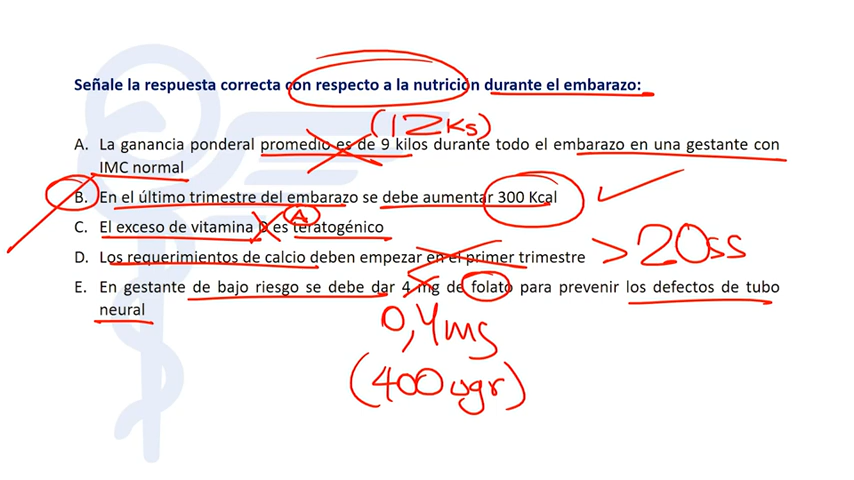 Señale la respuesta correcta con respecto a la nutrición durante el embarazo:
(12Ks)
A. La ganancia ponderal promedio es de 9 kilos durante todo el embarazo en una gestante con
IMC normal
B. En el último trimestre del embarazo se debe aumentar 300 Kcal
A
C. El exceso de vitamina es teratogénico
D. Los requerimientos de calcio deben empezar en el primer trimestre > 20ss
E. En gestante de bajo riesgo se debe dar 4 mg de folato para prevenir los defectos de tubo
neural
0,4mg
(400ugr)